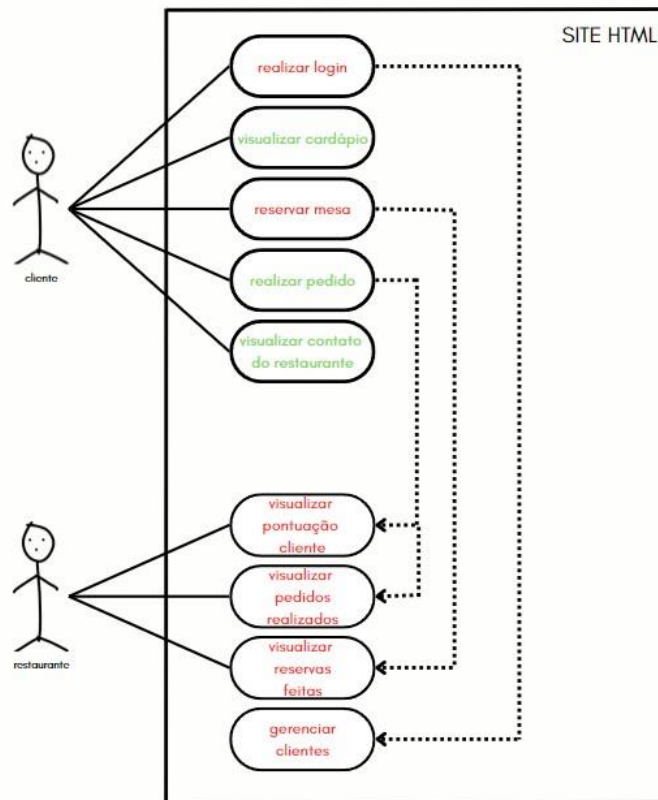 SITE HTML
realizar login
visualizar cardápio
reservar mesa
realizar pedido
visualizar contato
do restaurante
cliente
visualizar
pontuação
cliente
visualizar
pedidos
realizados
visualizar
reservas
feitas
restaurante
gerenciar
clientes